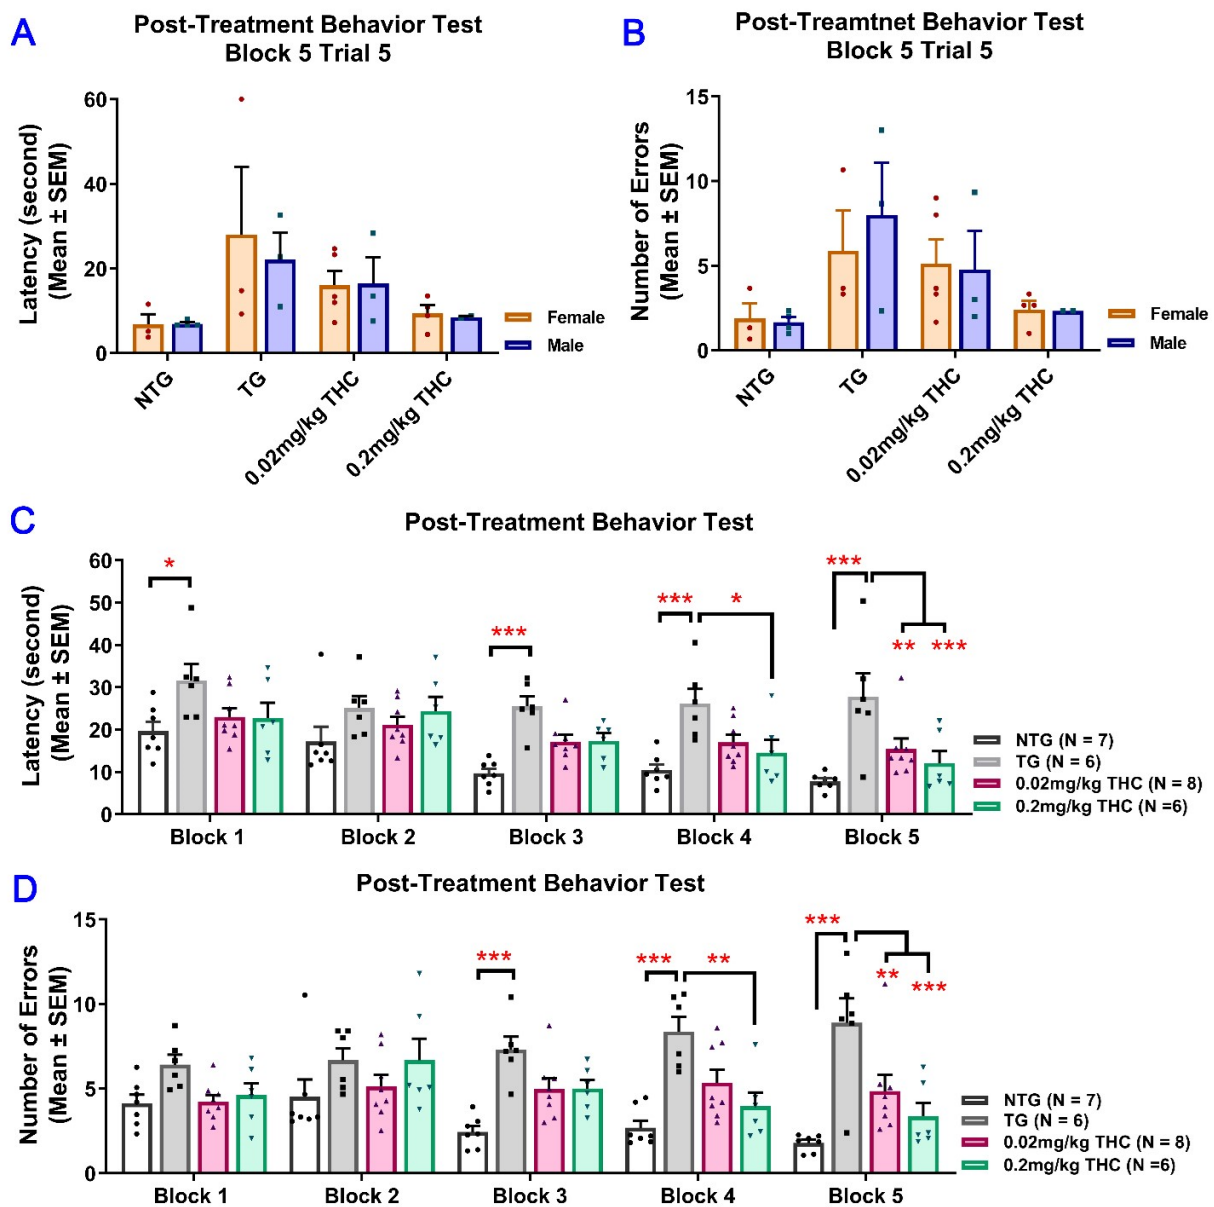 A
Post-Treatment Behavior Test
Block 5 Trial 5
Latency (second)
(Mean ± SEM)
60
40
20
0
NTG
TG
0.02mg/kg THC
0.2mg/kg THC
Female
Male
B
Post-Treamtnet Behavior Test
Block 5 Trial 5
Number of Errors
(Mean ± SEM)
15
10
5
0
NTG
TG
0.02mg/kg THC
0.2mg/kg THC
Female
Male
C
Post-Treatment Behavior Test
Latency (second)
(Mean ± SEM)
60
50
40
30
20
10
0
*
***
***
*
***
**
***
Block 1
Block 2
Block 3
Block 4
Block 5
NTG (N = 7)
TG (N = 6)
0.02mg/kg THC (N = 8)
0.2mg/kg THC (N =6)
D
Post-Treatment Behavior Test
Number of Errors
(Mean ± SEM)
15
10
5
0
***
***
**
***
**
***
Block 1
Block 2
Block 3
Block 4
Block 5
NTG (N = 7)
TG (N = 6)
0.02mg/kg THC (N = 8)
0.2mg/kg THC (N =6)